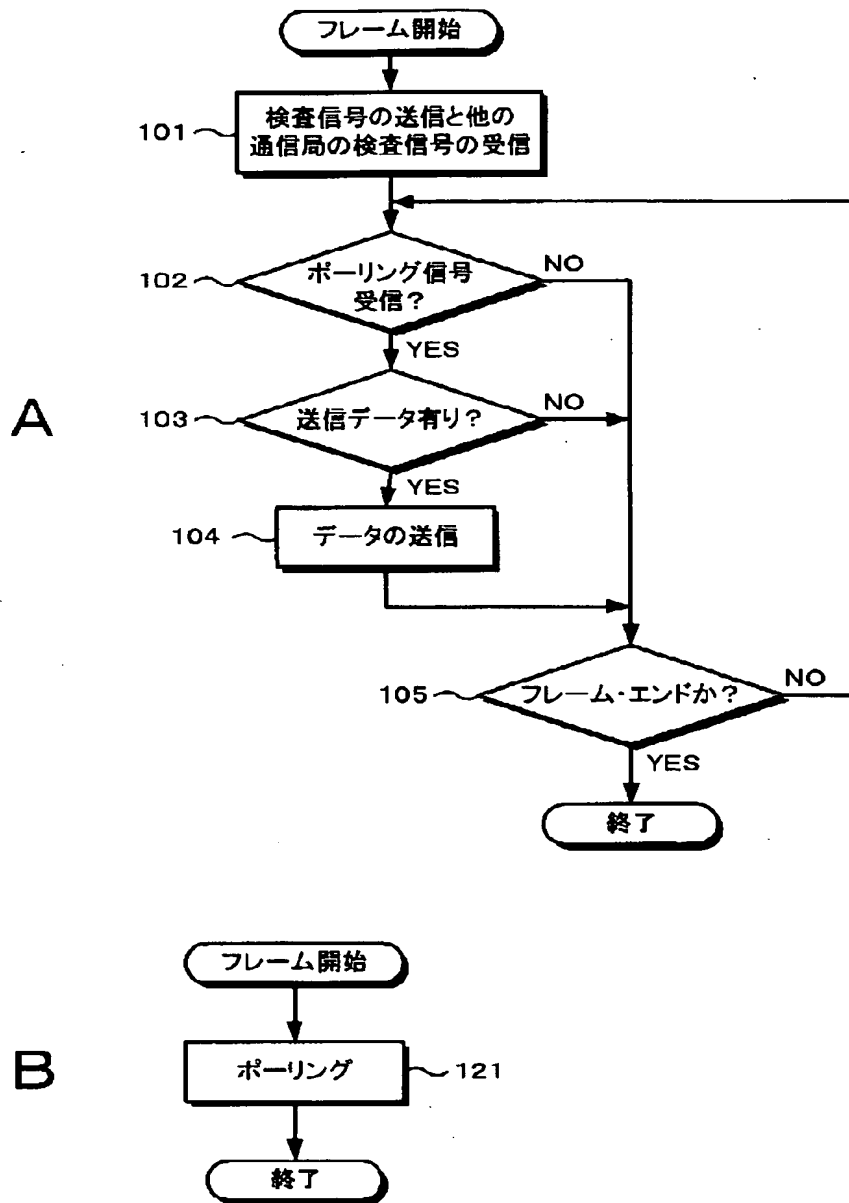 フレーム開始
101
検査信号の送信と他の
通信局の検査信号の受信
102
ポーリング信号
受信?
NO
YES
A
103
送信データ有り?
NO
YES
104
データの送信
105
フレーム・エンドか?
NO
YES
終了
フレーム開始
B
ポーリング
121
終了